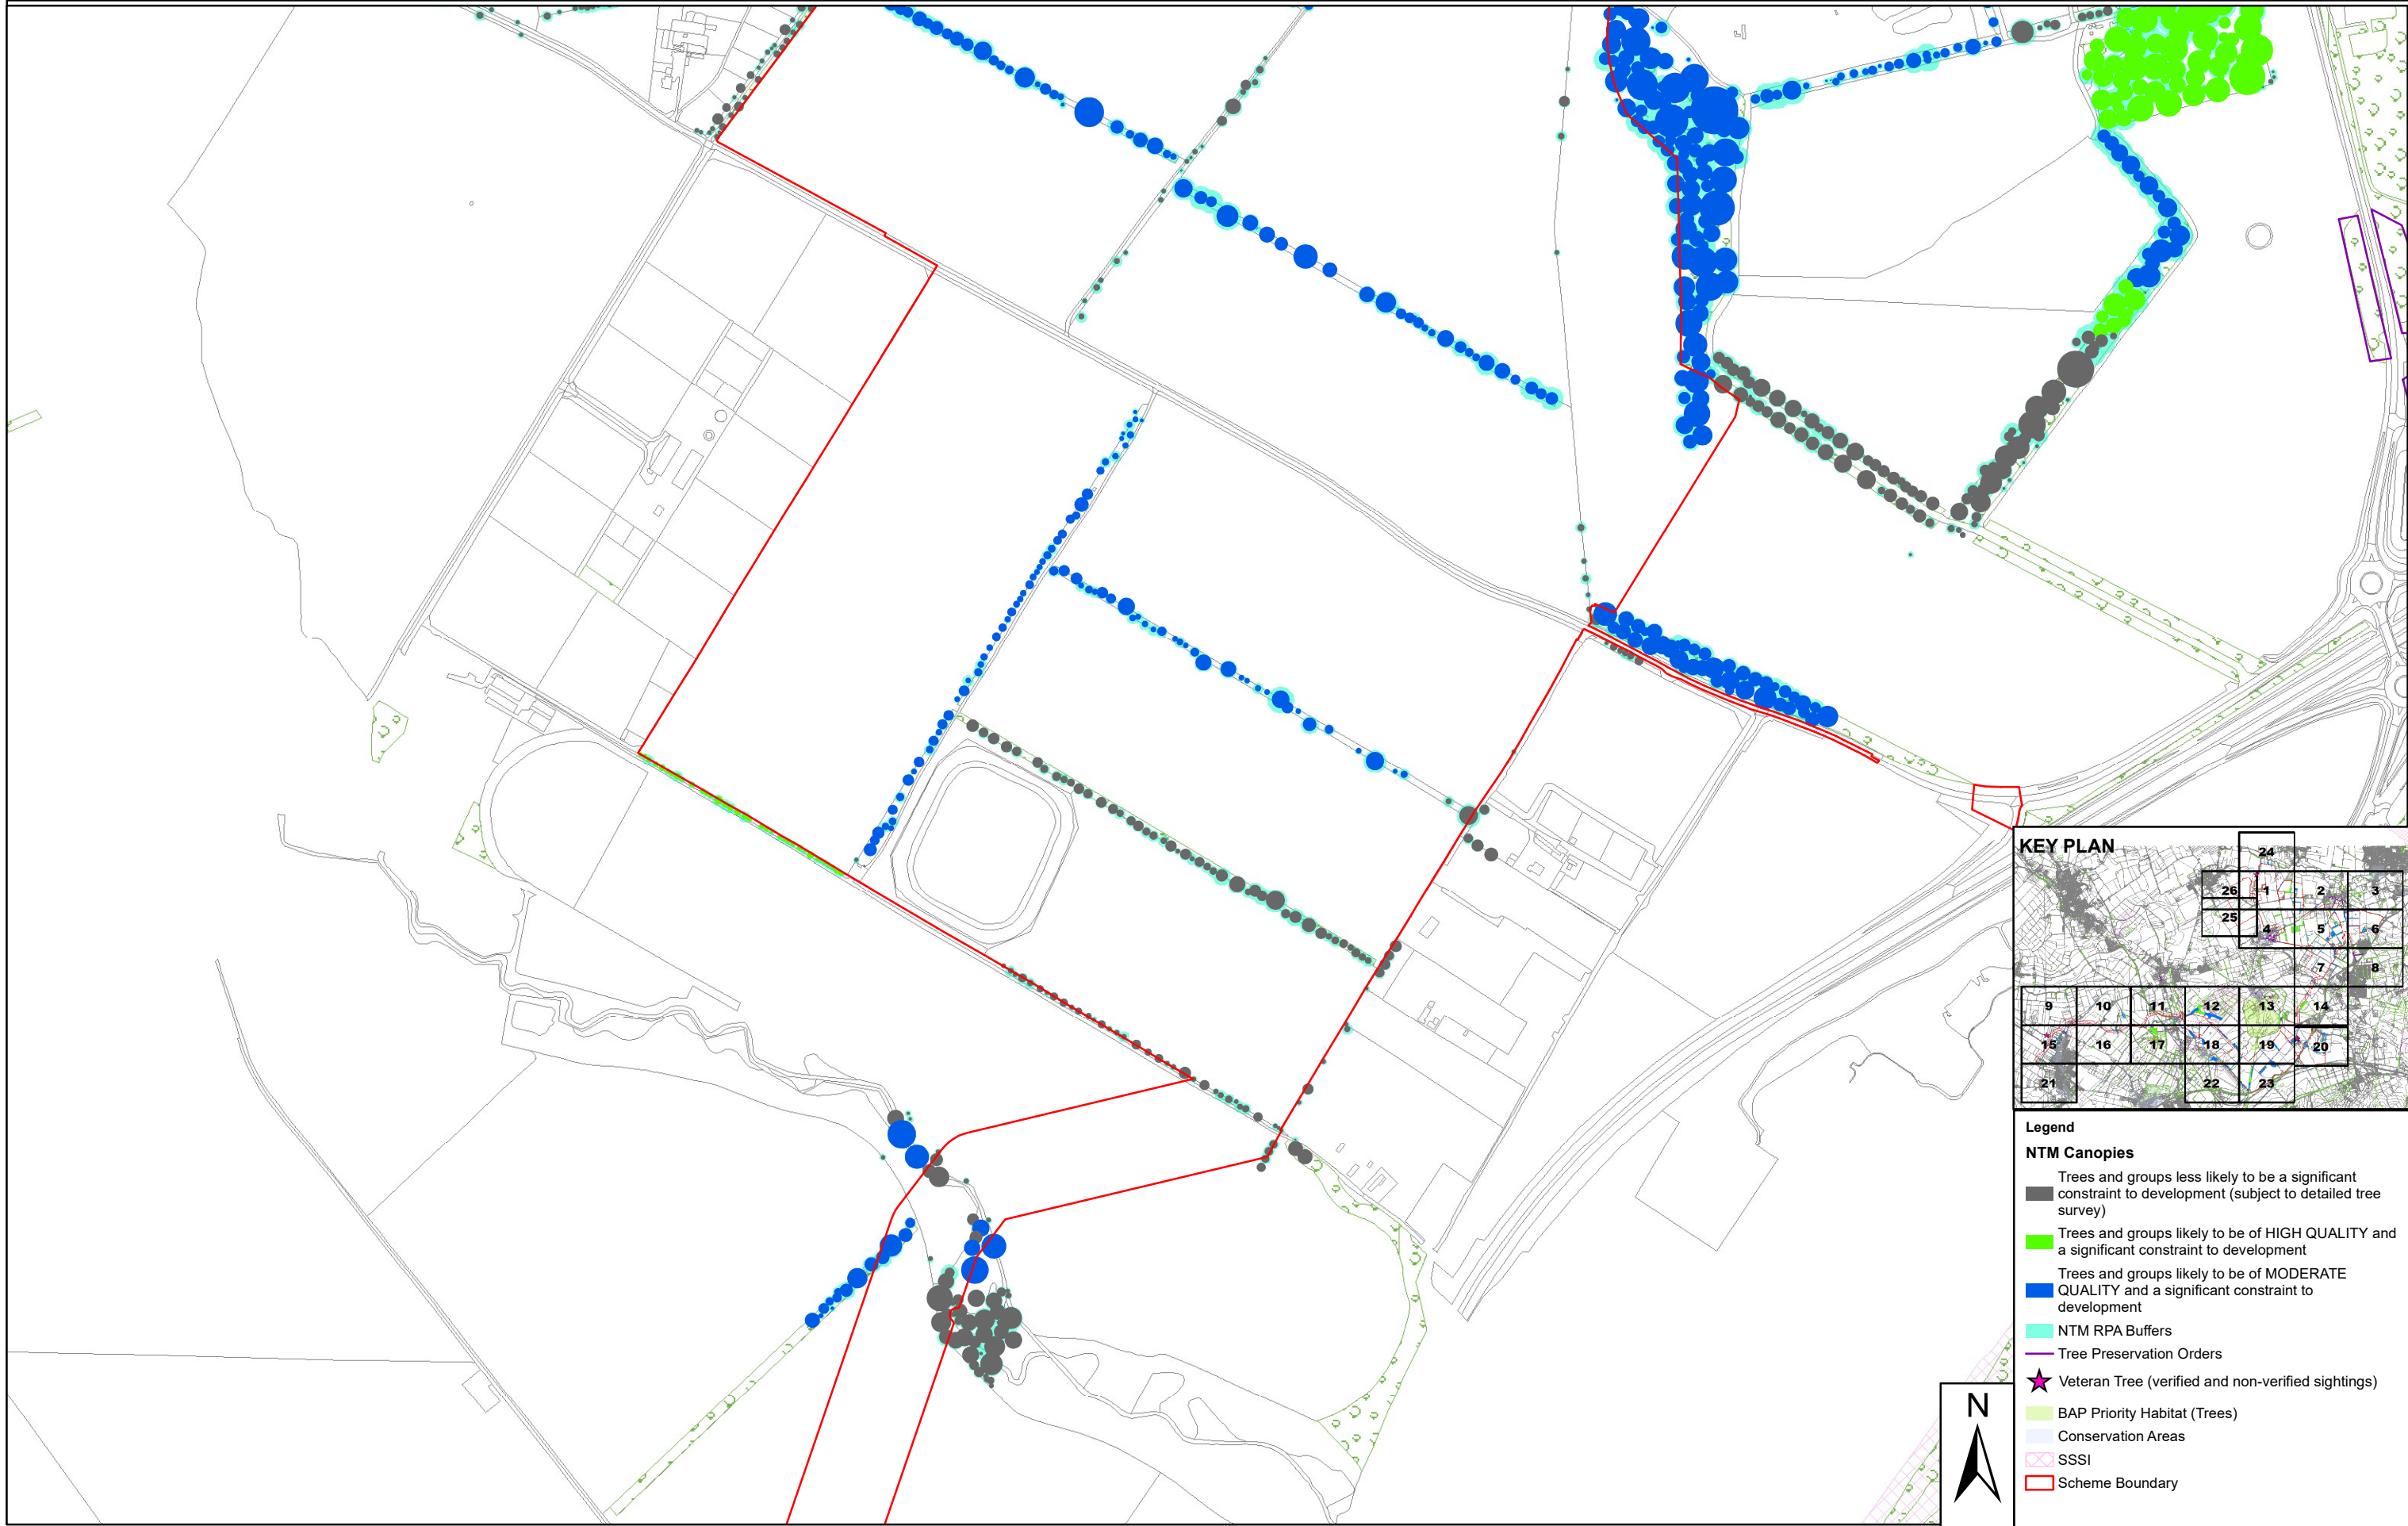 KEY PLAN
24
26 1 2 3
25
4 5 6
7 8
9 10 11 12 13 14
15 16 17 18 19 20
21 22 23
Legend
NTM Canopies
Trees and groups less likely to be a significant
constraint to development (subject to detailed tree
survey)
Trees and groups likely to be of HIGH QUALITY and
a significant constraint to development
Trees and groups likely to be of MODERATE
QUALITY and a significant constraint to
development
NTM RPA Buffers
Tree Preservation Orders
Veteran Tree (verified and non-verified sightings)
BAP Priority Habitat (Trees)
Conservation Areas
SSSI
Scheme Boundary
N